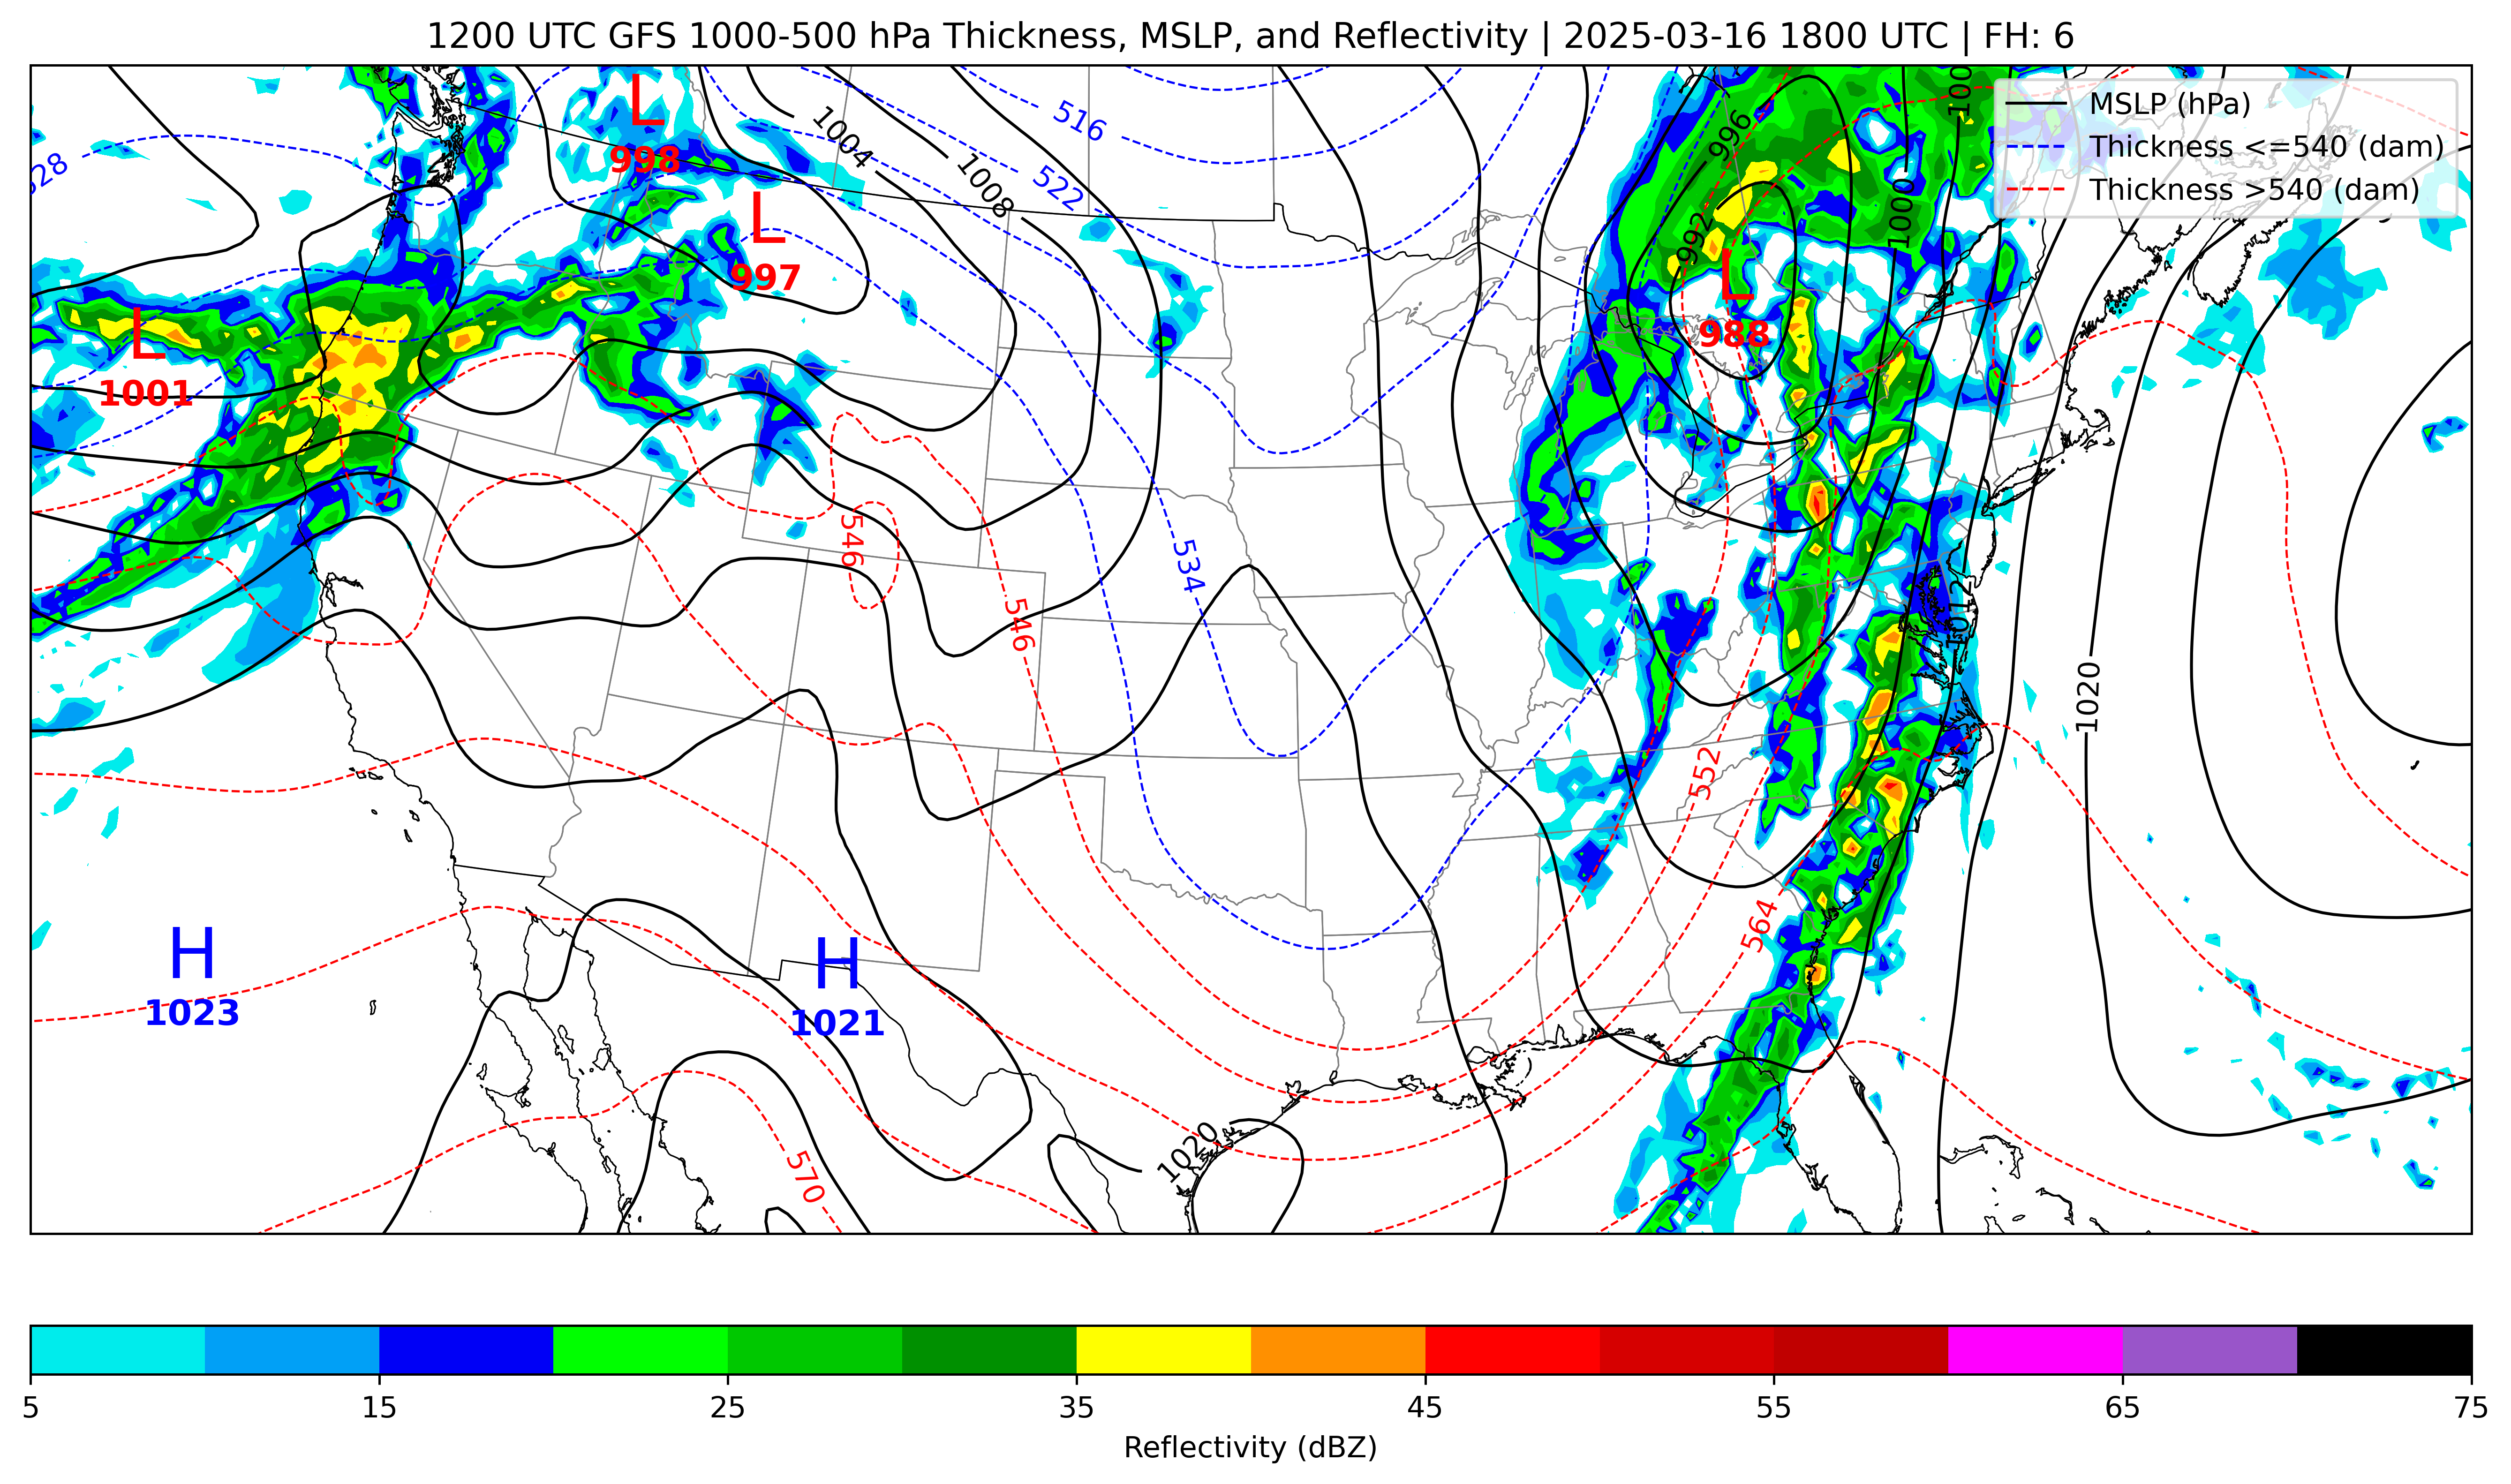 1200 UTC GFS 1000-500 hPa Thickness, MSLP, and Reflectivity | 2025-03-16 1800 UTC | FH: 6
MSLP (hPa)
Thickness <=540 (dam)
Thickness >540 (dam)
L
998
L
997
L
1001
L
988
H
1023
H
1021
1004
1008
516
522
534
546
546
552
564
570
996
992
1000
1012
1020
1020
5 15 25 35 45 55 65 75
Reflectivity (dBZ)